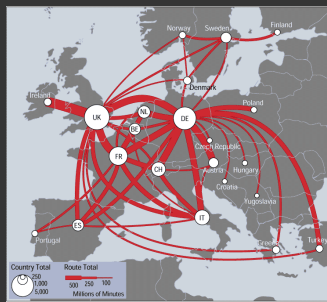 Norway
Sweden
Finland
Denmark
Ireland
UK
NL
DE
Poland
BE
Czech Republic
FR
CH
Austria
Hungary
Croatia
Yugoslavia
IT
ES
Portugal
Greece
Turkey
Country Total
Route Total
250
1,000
5,000
500 250 100
Millions of Minutes